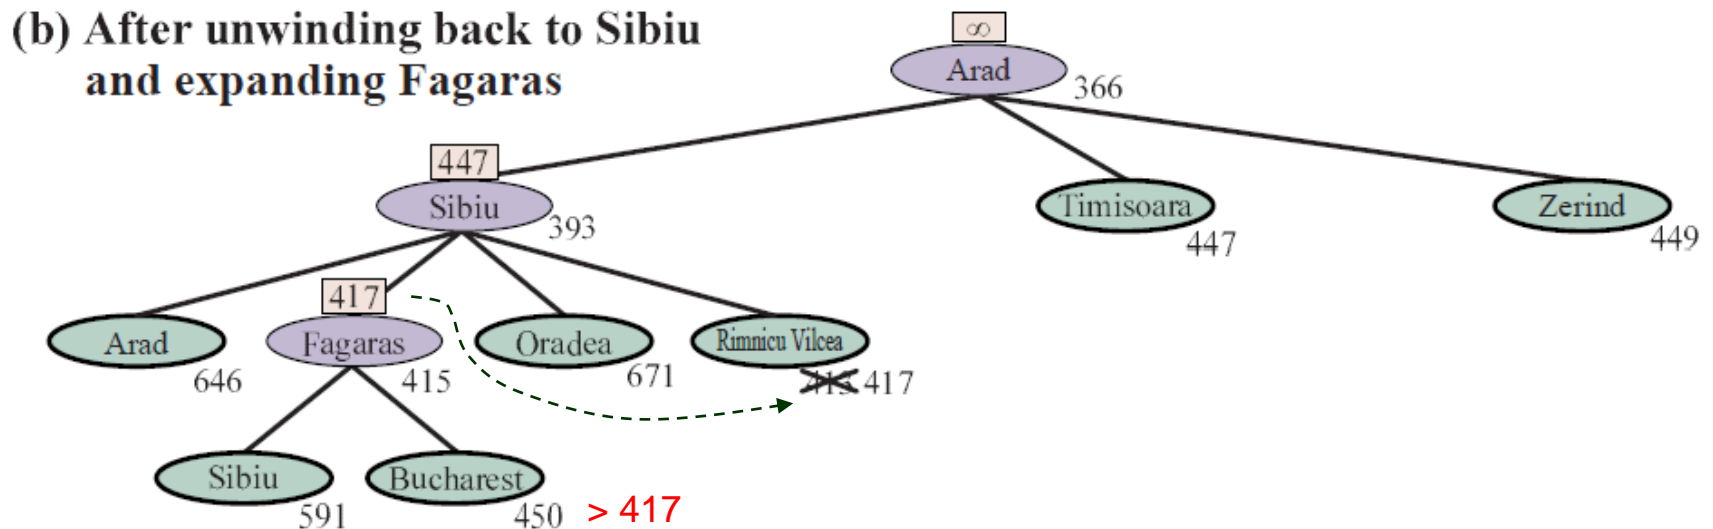 (b) After unwinding back to Sibiu
and expanding Fagaras
∞
Arad
366
447
Sibiu
393
Timisoara
447
Zerind
449
417
Arad
646
Fagaras
415
Oradea
671
Rimnicu Vilcea
413 417
Sibiu
591
Bucharest
450 > 417